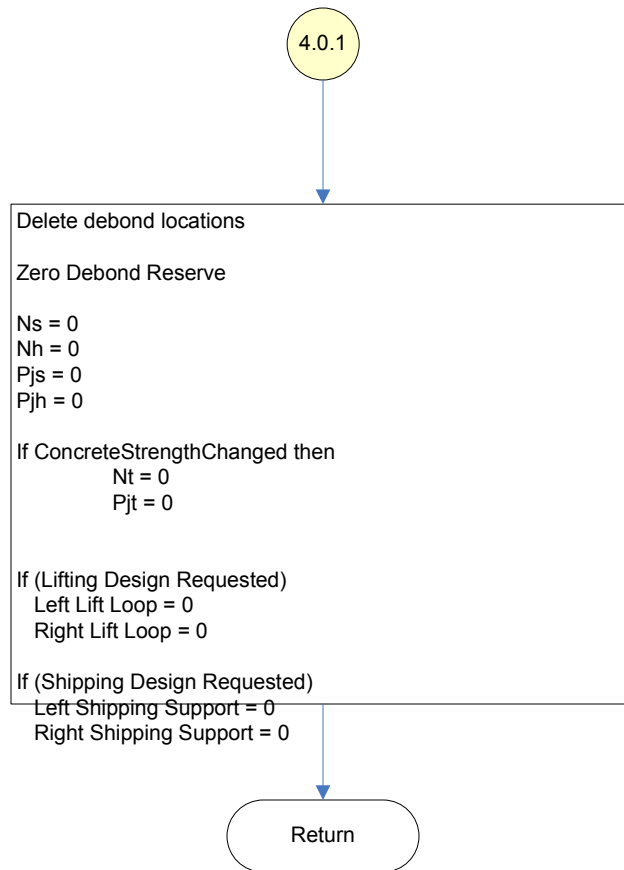 4.0.1
Delete debond locations
Zero Debond Reserve
Ns = 0
Nh = 0
Pjs = 0
Pjh = 0
If ConcreteStrengthChanged then
Nt = 0
Pjt = 0
If (Lifting Design Requested)
Left Lift Loop = 0
Right Lift Loop = 0
If (Shipping Design Requested)
Left Shipping Support = 0
Right Shipping Support = 0
Return